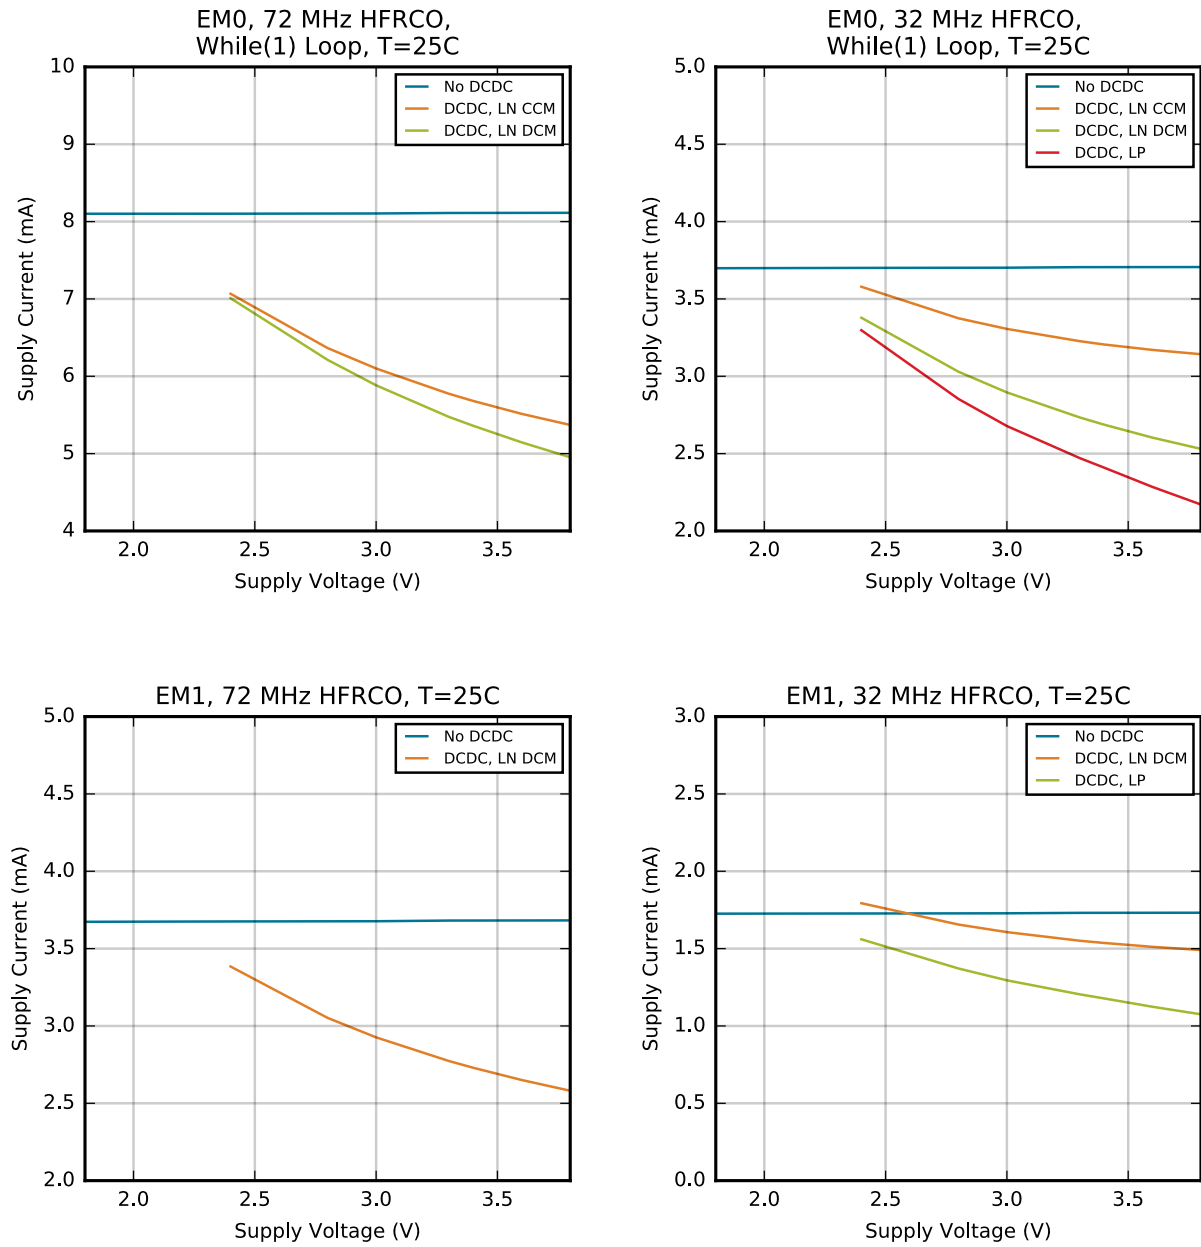 EM0, 72 MHz HFRCO,
While(1) Loop, T=25C
10
9
8
7
6
5
4
Supply Current (mA)
No DCDC
DCDC, LN CCM
DCDC, LN DCM
2.0 2.5 3.0 3.5
Supply Voltage (V)
EM0, 32 MHz HFRCO,
While(1) Loop, T=25C
5.0
4.5
4.0
3.5
3.0
2.5
2.0
Supply Current (mA)
No DCDC
DCDC, LN CCM
DCDC, LN DCM
DCDC, LP
2.0 2.5 3.0 3.5
Supply Voltage (V)
EM1, 72 MHz HFRCO, T=25C
5.0
4.5
4.0
3.5
3.0
2.5
2.0
Supply Current (mA)
No DCDC
DCDC, LN DCM
2.0 2.5 3.0 3.5
Supply Voltage (V)
EM1, 32 MHz HFRCO, T=25C
3.0
2.5
2.0
1.5
1.0
0.5
0.0
Supply Current (mA)
No DCDC
DCDC, LN DCM
DCDC, LP
2.0 2.5 3.0 3.5
Supply Voltage (V)